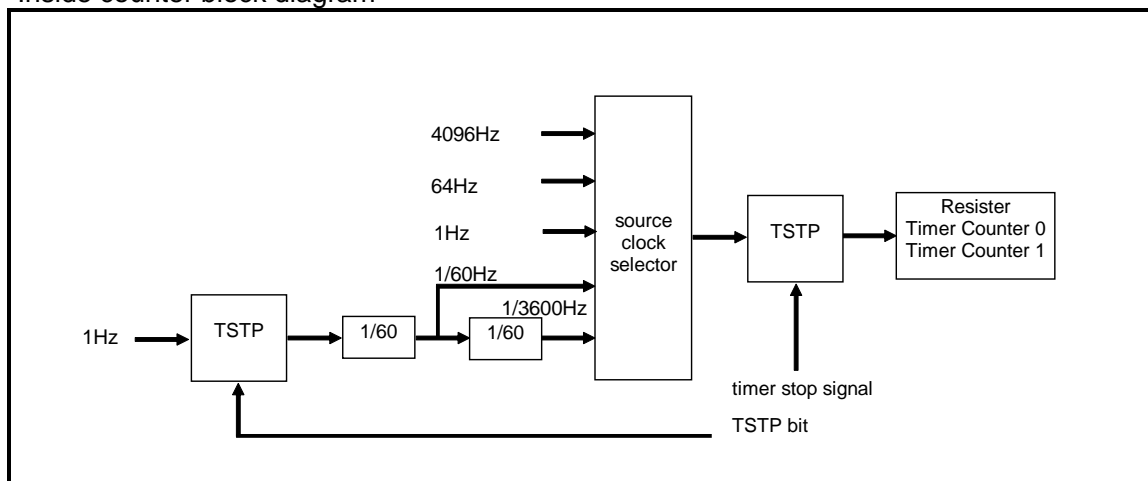 Inside counter block diagram
4096Hz
64Hz
1Hz
1/60Hz
1/3600Hz
1Hz
TSTP
1/60
1/60
source
clock
selector
TSTP
Resister
Timer Counter 0
Timer Counter 1
timer stop signal
TSTP bit